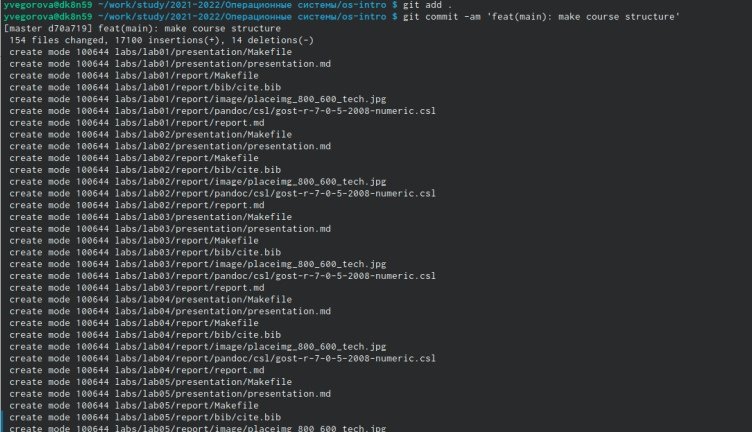 yvegorova@dk8n59 ~/work/study/2021-2022/Операционные системы/os-intro $ git add .
yvegorova@dk8n59 ~/work/study/2021-2022/Операционные системы/os-intro $ git commit -am 'feat(main): make course structure'
[master d70a719] feat(main): make course structure
 154 files changed, 17100 insertions(+), 14 deletions(-)
 create mode 100644 labs/lab01/presentation/Makefile
 create mode 100644 labs/lab01/presentation/presentation.md
 create mode 100644 labs/lab01/report/Makefile
 create mode 100644 labs/lab01/report/bib/cite.bib
 create mode 100644 labs/lab01/report/image/placeimg_800_600_tech.jpg
 create mode 100644 labs/lab01/report/pandoc/csl/gost-r-7-0-5-2008-numeric.csl
 create mode 100644 labs/lab01/report/report.md
 create mode 100644 labs/lab02/presentation/Makefile
 create mode 100644 labs/lab02/presentation/presentation.md
 create mode 100644 labs/lab02/report/Makefile
 create mode 100644 labs/lab02/report/bib/cite.bib
 create mode 100644 labs/lab02/report/image/placeimg_800_600_tech.jpg
 create mode 100644 labs/lab02/report/pandoc/csl/gost-r-7-0-5-2008-numeric.csl
 create mode 100644 labs/lab02/report/report.md
 create mode 100644 labs/lab03/presentation/Makefile
 create mode 100644 labs/lab03/presentation/presentation.md
 create mode 100644 labs/lab03/report/Makefile
 create mode 100644 labs/lab03/report/bib/cite.bib
 create mode 100644 labs/lab03/report/image/placeimg_800_600_tech.jpg
 create mode 100644 labs/lab03/report/pandoc/csl/gost-r-7-0-5-2008-numeric.csl
 create mode 100644 labs/lab03/report/report.md
 create mode 100644 labs/lab04/presentation/Makefile
 create mode 100644 labs/lab04/presentation/presentation.md
 create mode 100644 labs/lab04/report/Makefile
 create mode 100644 labs/lab04/report/bib/cite.bib
 create mode 100644 labs/lab04/report/image/placeimg_800_600_tech.jpg
 create mode 100644 labs/lab04/report/pandoc/csl/gost-r-7-0-5-2008-numeric.csl
 create mode 100644 labs/lab04/report/report.md
 create mode 100644 labs/lab05/presentation/Makefile
 create mode 100644 labs/lab05/presentation/presentation.md
 create mode 100644 labs/lab05/report/Makefile
 create mode 100644 labs/lab05/report/bib/cite.bib
 create mode 100644 labs/lab05/report/image/placeimg_800_600_tech.jpg